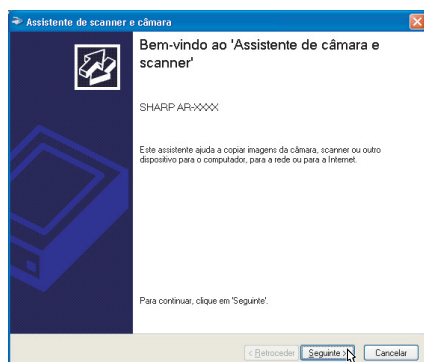 Assistente de scanner e câmara
Bem-vindo ao 'Assistente de câmara e
scanner'
SHARP AR-XXXX
Este assistente ajuda a copiar imagens da câmara, scanner ou outro
dispositivo para o computador, para a rede ou para a Internet.
Para continuar, clique em 'Seguinte'.
< Retroceder Seguinte > Cancelar